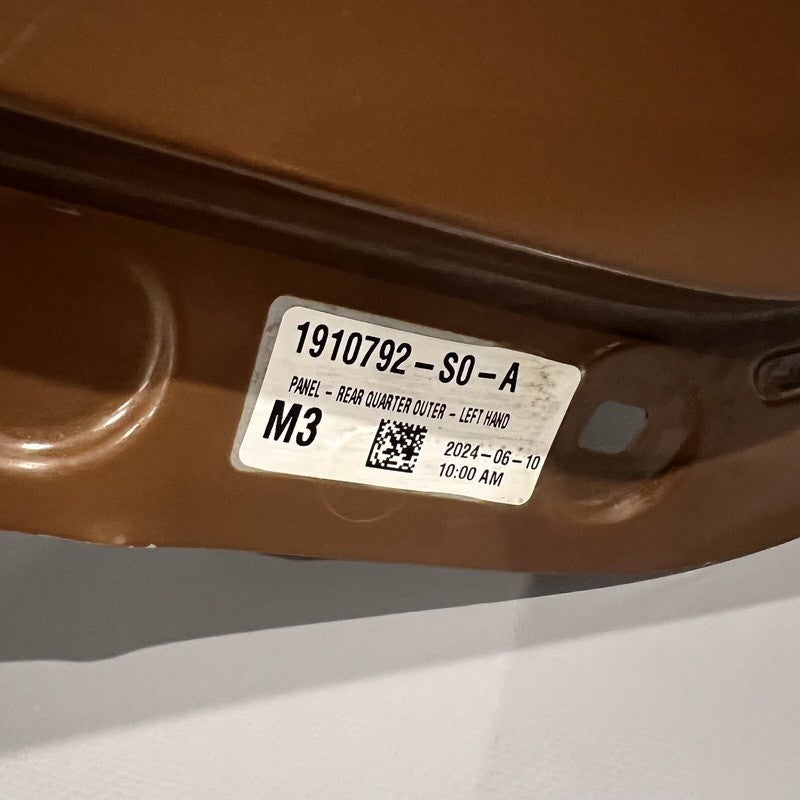 1910792-S0-A
PANEL - REAR QUARTER OUTER - LEFT HAND
M3
2024-06-10
10:00 AM